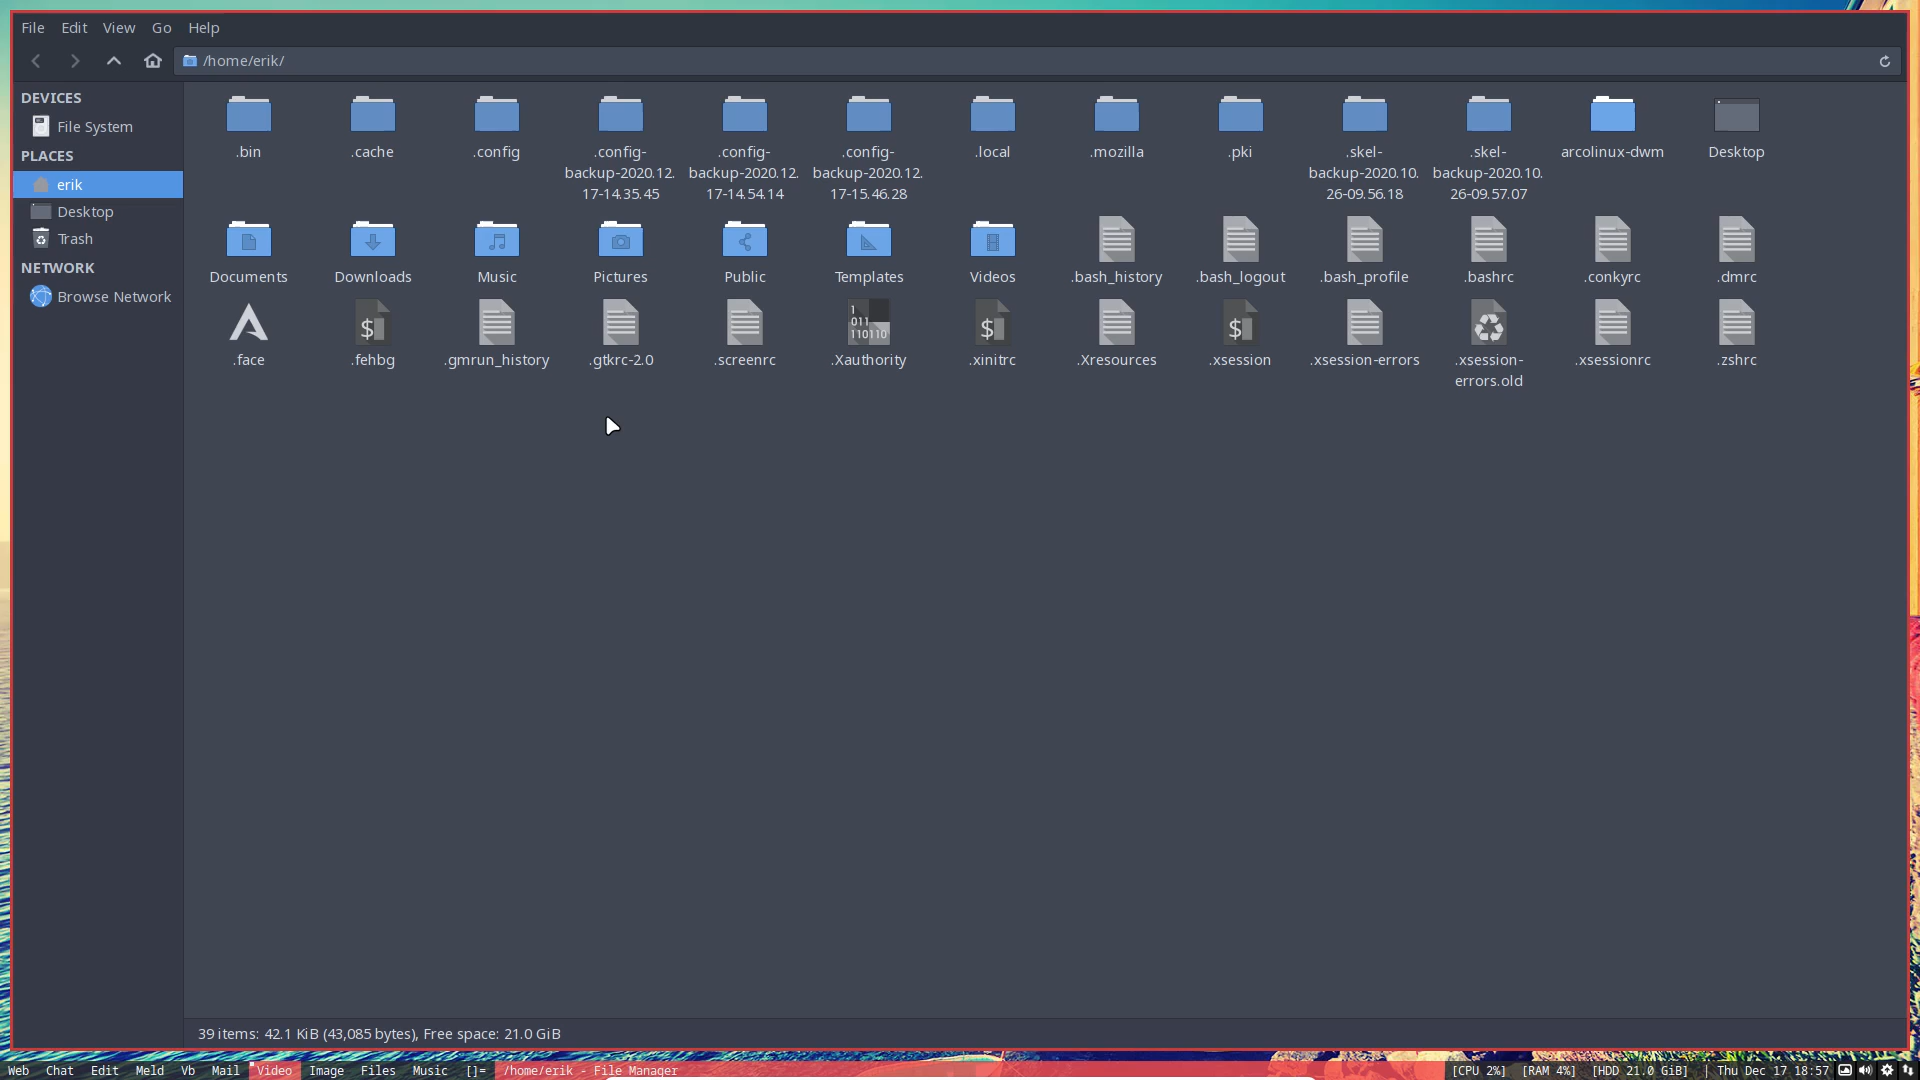 File Edit View Go Help
/home/erik/
DEVICES
File System
PLACES
erik
Desktop
Trash
NETWORK
Browse Network
.bin .cache .config .config- .config- .config- .local .mozilla .pki .skel- .skel- arcolinux-dwm Desktop
backup-2020.12. backup-2020.12. backup-2020.12. backup-2020.10. backup-2020.10.
17-14.35.45 17-14.54.14 17-15.46.28 26-09.56.18 26-09.57.07
Documents Downloads Music Pictures Public Templates Videos .bash_history .bash_logout .bash_profile .bashrc .conkyrc .dmrc
$ 1 $ $
011
110110
.face .fehbg .gmrun_history .gtkrc-2.0 .screenrc .Xauthority .xinitrc .Xresources .xsession .xsession-errors .xsession- .xsessionrc .zshrc
errors.old
39 items: 42.1 KiB (43,085 bytes), Free space: 21.0 GiB
Web Chat Edit Meld Vb Mail Video Image Files Music []= /home/erik - File Manager [CPU 2%] [RAM 4%] [HDD 21.0 GiB] | Thu Dec 17 18:57